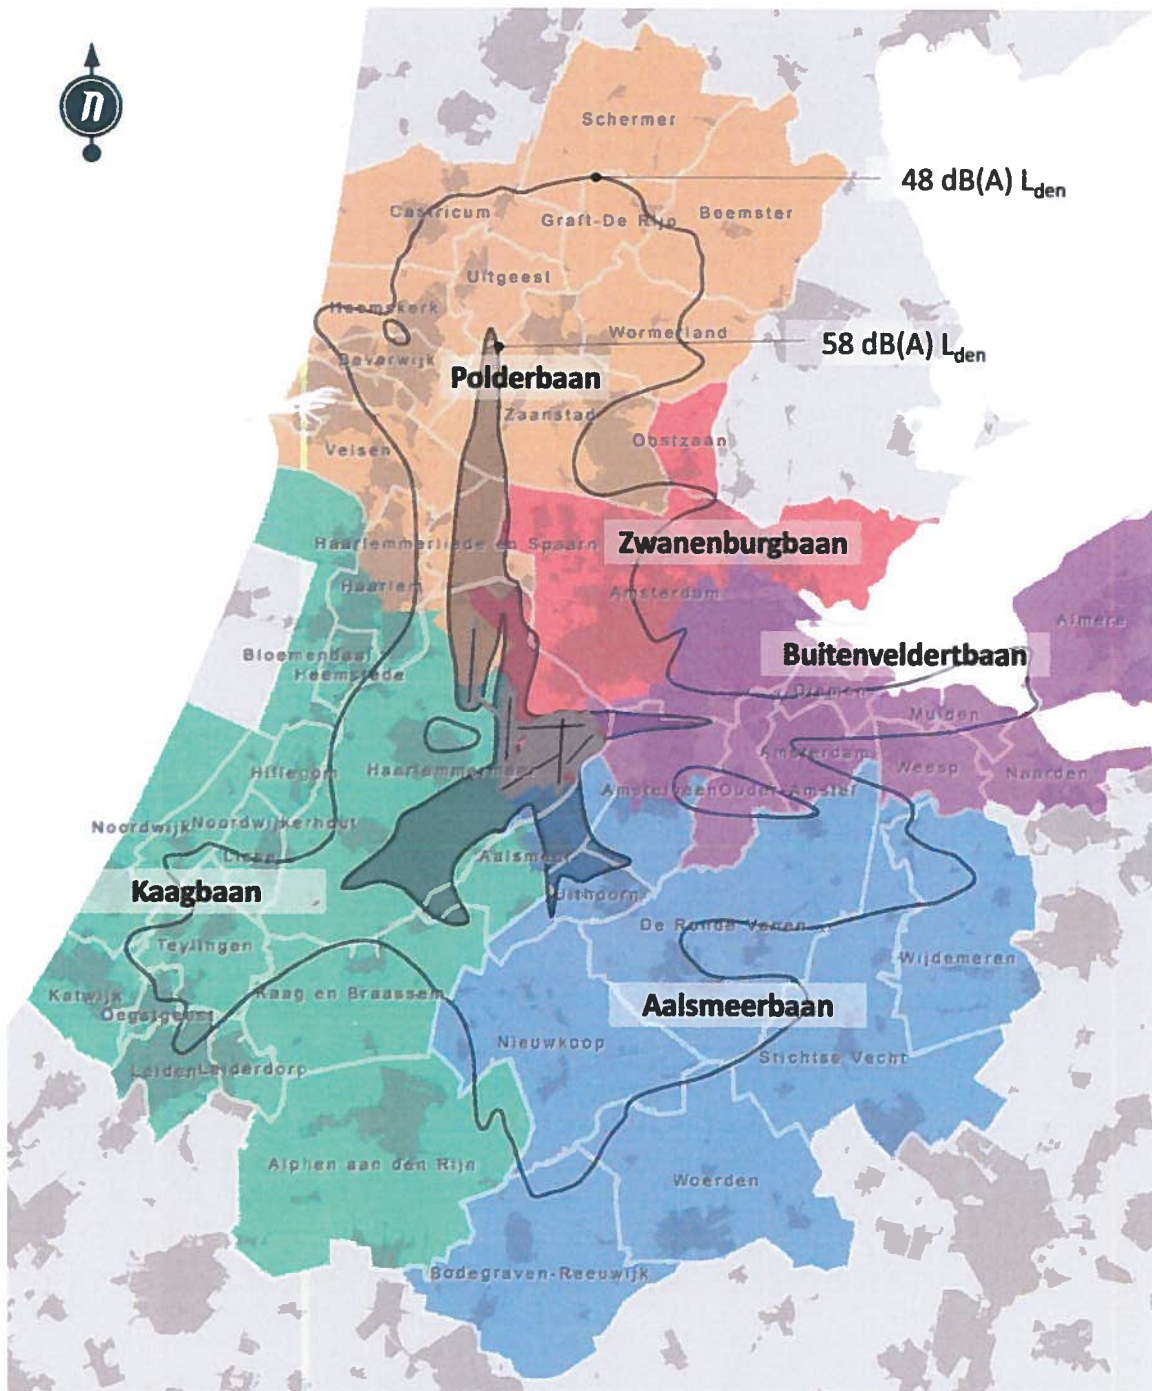 n
Schermer
48 dB(A) Lden
Castricum
Graft-De Rijp
Beemster
Uitgeest
Heemskerk
Wormerland
58 dB(A) Lden
Beverwijk
Polderbaan
Zaanstad
Oostzaan
Velsen
Haarlemmerliede en Spaarn
Zwanenburgbaan
Haarlem
Amsterdam
Almere
Bloemendaal
Buitenveldertbaan
Heemstede
Diemen
Muiden
Amsterdam
Hillegom
Haarlemmermeer
Weesp
Naarden
Amstelveen
Ouder-Amstel
Noordwijk
Noordwijkerhout
Lisse
Aalsmeer
Kaagbaan
Uithoorn
De Ronde Venen
Teylingen
Wijdemeren
Katwijk
Kaag en Braassem
Aalsmeerbaan
Oegstgeest
Nieuwkoop
Stichtse Vecht
Leiden
Leiderdorp
Alphen aan den Rijn
Woerden
Bodegraven-Reeuwijk